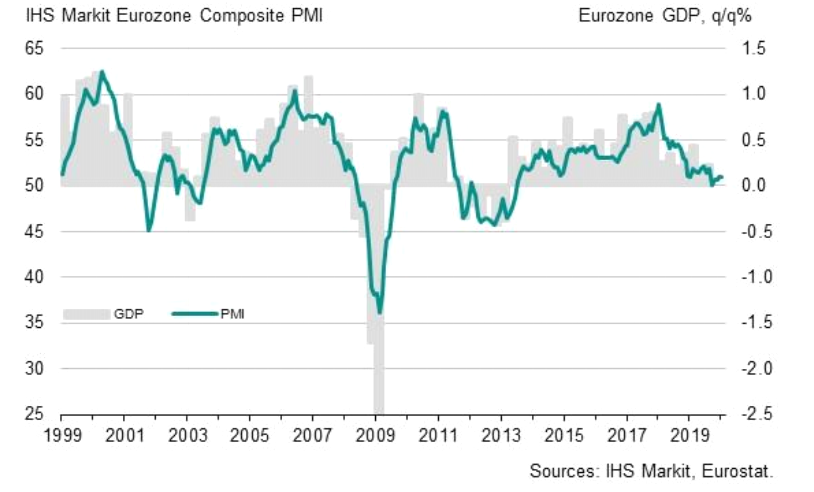 IHS Markit Eurozone Composite PMI Eurozone GDP, q/q%
65 1.5
60 1.0
55 0.5
50 0.0
45 -0.5
40 -1.0
GDP PMI
35 -1.5
30 -2.0
25 -2.5
1999 2001 2003 2005 2007 2009 2011 2013 2015 2017 2019
Sources: IHS Markit, Eurostat.